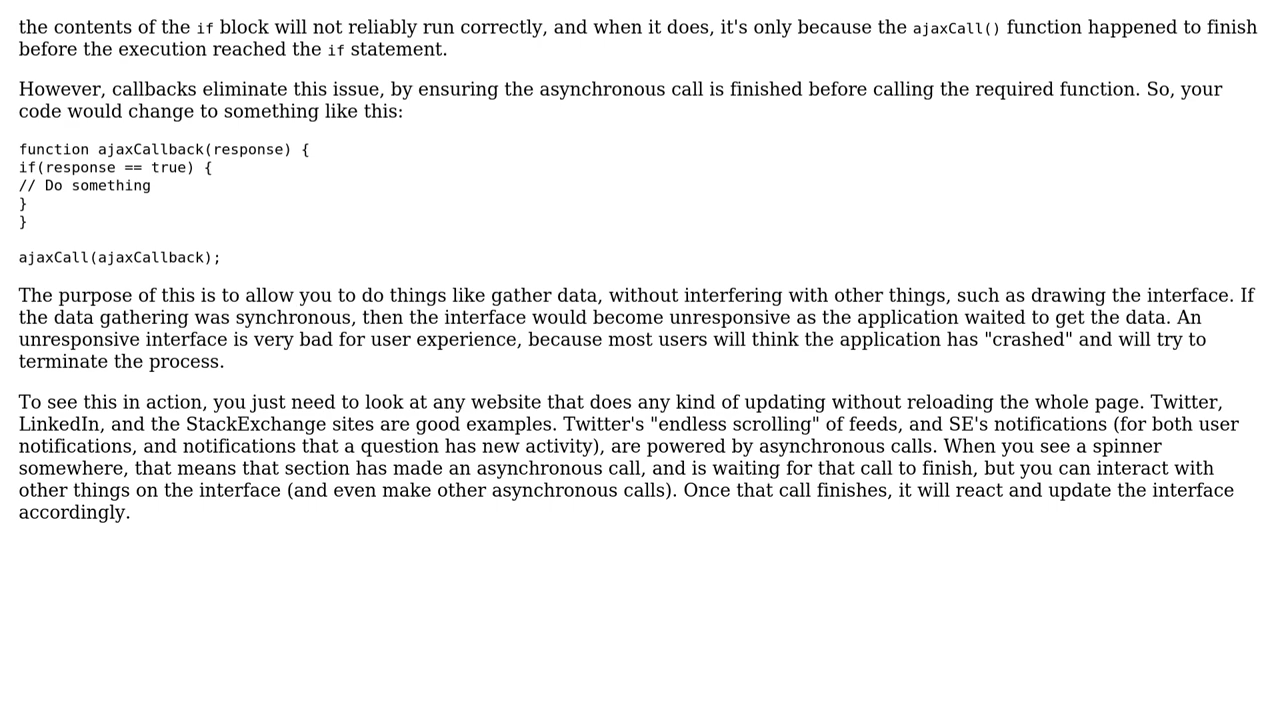 the contents of the if block will not reliably run correctly, and when it does, it's only because the ajaxCall() function happened to finish
before the execution reached the if statement.
However, callbacks eliminate this issue, by ensuring the asynchronous call is finished before calling the required function. So, your
code would change to something like this:
function ajaxCallback(response) {
if(response == true) {
// Do something
}
}
ajaxCall(ajaxCallback);
The purpose of this is to allow you to do things like gather data, without interfering with other things, such as drawing the interface. If
the data gathering was synchronous, then the interface would become unresponsive as the application waited to get the data. An
unresponsive interface is very bad for user experience, because most users will think the application has "crashed" and will try to
terminate the process.
To see this in action, you just need to look at any website that does any kind of updating without reloading the whole page. Twitter,
LinkedIn, and the StackExchange sites are good examples. Twitter's "endless scrolling" of feeds, and SE's notifications (for both user
notifications, and notifications that a question has new activity), are powered by asynchronous calls. When you see a spinner
somewhere, that means that section has made an asynchronous call, and is waiting for that call to finish, but you can interact with
other things on the interface (and even make other asynchronous calls). Once that call finishes, it will react and update the interface
accordingly.